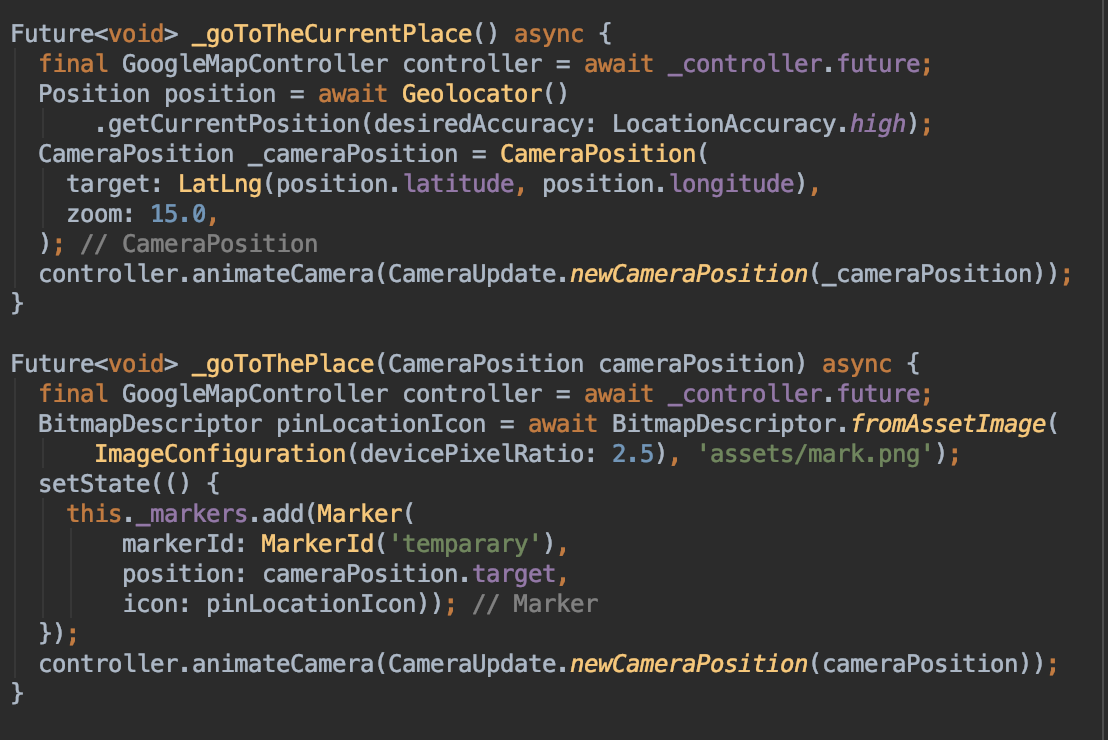 Future<void> _goToTheCurrentPlace() async {
  final GoogleMapController controller = await _controller.future;
  Position position = await Geolocator()
      .getCurrentPosition(desiredAccuracy: LocationAccuracy.high);
  CameraPosition _cameraPosition = CameraPosition(
    target: LatLng(position.latitude, position.longitude),
    zoom: 15.0,
  ); // CameraPosition
  controller.animateCamera(CameraUpdate.newCameraPosition(_cameraPosition));
}

Future<void> _goToThePlace(CameraPosition cameraPosition) async {
  final GoogleMapController controller = await _controller.future;
  BitmapDescriptor pinLocationIcon = await BitmapDescriptor.fromAssetImage(
      ImageConfiguration(devicePixelRatio: 2.5), 'assets/mark.png');
  setState(() {
    this._markers.add(Marker(
        markerId: MarkerId('temparary'),
        position: cameraPosition.target,
        icon: pinLocationIcon)); // Marker
  });
  controller.animateCamera(CameraUpdate.newCameraPosition(cameraPosition));
}